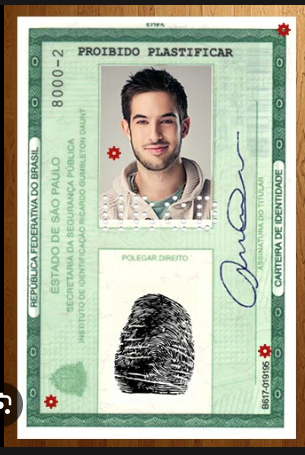 PROIBIDO PLASTIFICAR
8000-2
REPÚBLICA FEDERATIVA DO BRASIL
ESTADO DE SÃO PAULO
SECRETARIA DA SEGURANÇA PÚBLICA
INSTITUTO DE IDENTIFICAÇÃO RICARDO GUMBLETON DAUNT
POLEGAR DIREITO
ASSINATURA DO TITULAR
CARTEIRA DE IDENTIDADE
B617-019195